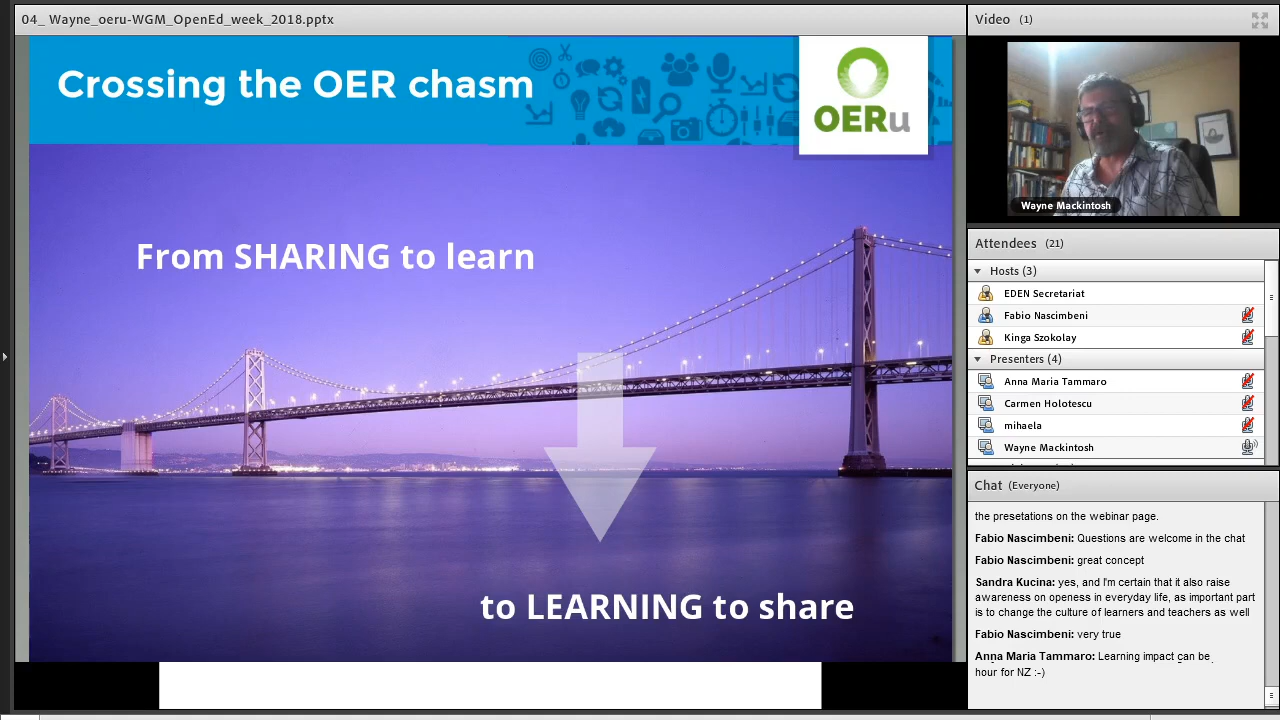 04_ Wayne_oeru-WGM_OpenEd_week_2018.pptx
Crossing the OER chasm
OERu
From SHARING to learn
to LEARNING to share
Video (1)
Wayne Mackintosh
Attendees (21)
Hosts (3)
EDEN Secretariat
Fabio Nascimbeni
Kinga Szokolay
Presenters (4)
Anna Maria Tammaro
Carmen Holotescu
mihaela
Wayne Mackintosh
Chat (Everyone)
the presetations on the webinar page.
Fabio Nascimbeni: Questions are welcome in the chat
Fabio Nascimbeni: great concept
Sandra Kucina: yes, and I'm certain that it also raise
awareness on openess in everyday life, as important part
is to change the culture of learners and teachers as well
Fabio Nascimbeni: very true
Anna Maria Tammaro: Learning impact can be
hour for NZ :-)